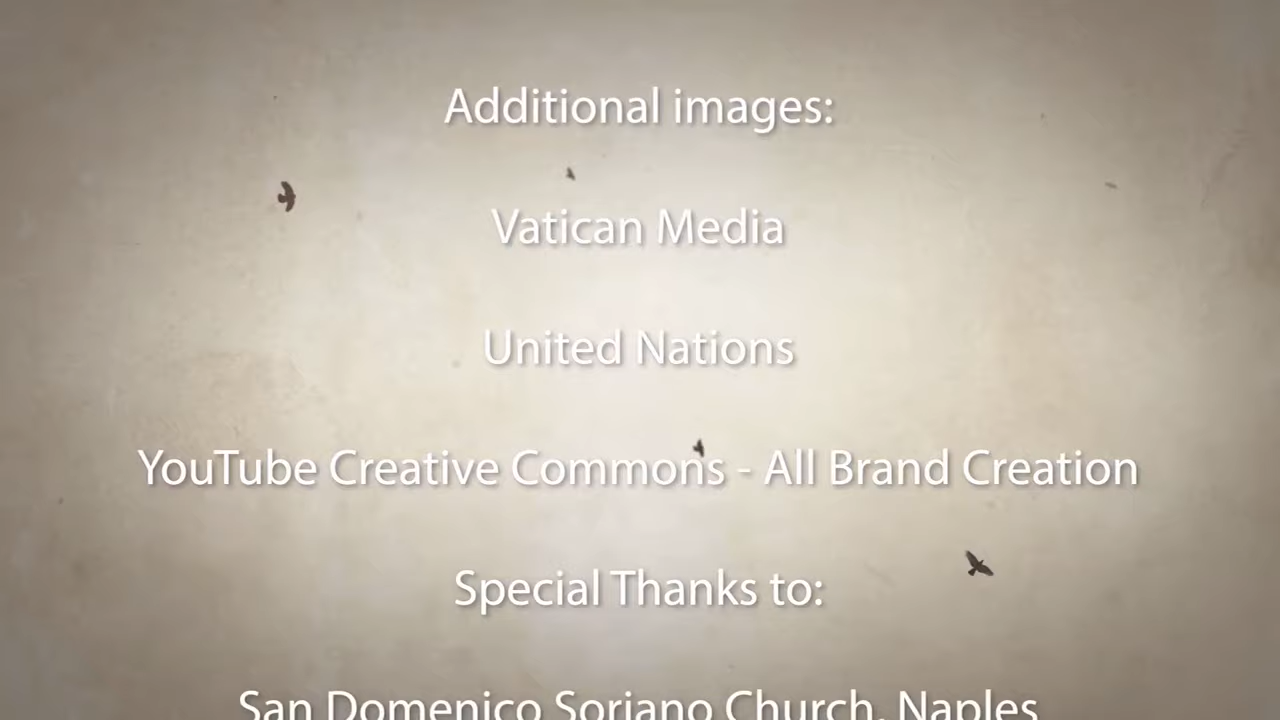 Additional images:
Vatican Media
United Nations
YouTube Creative Commons - All Brand Creation
Special Thanks to:
San Domenico Soriano Church, Naples